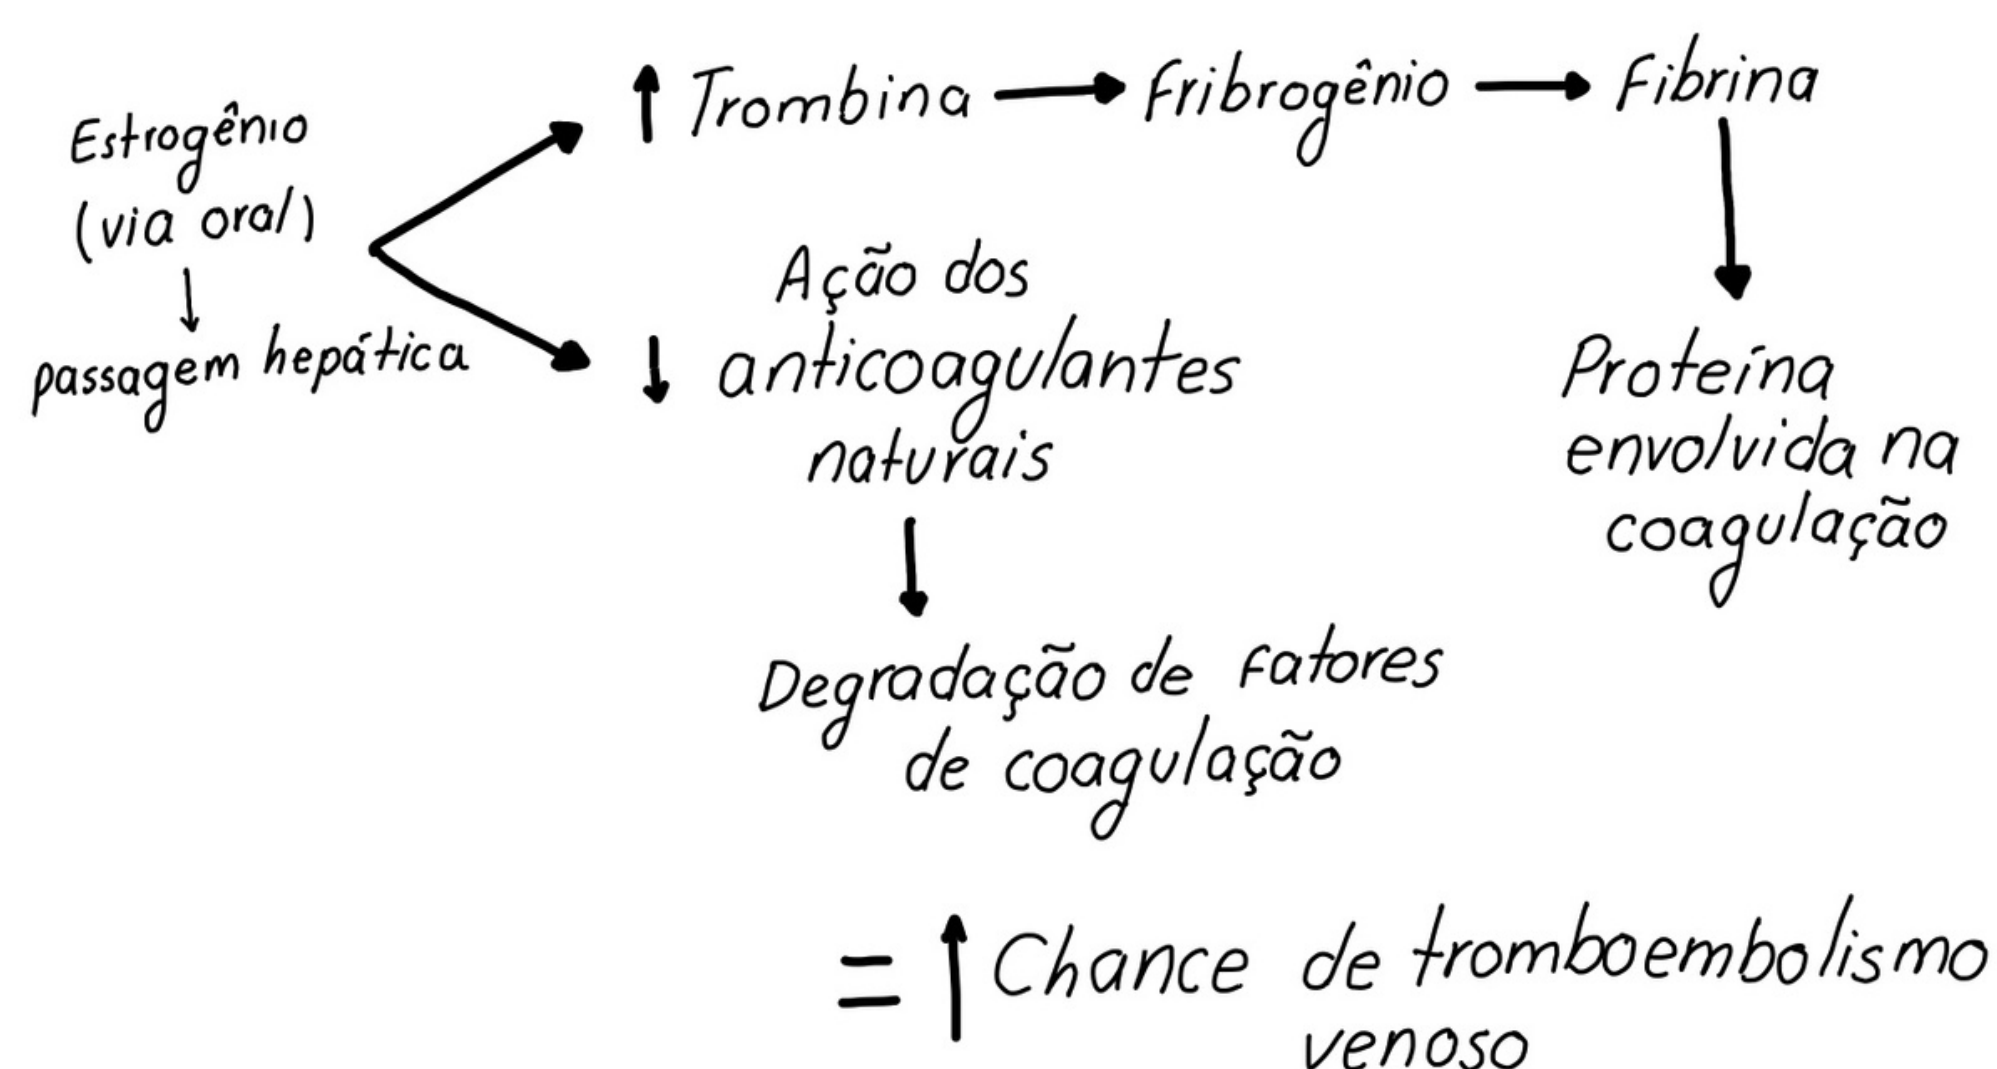 Estrogênio
(via oral)
↓
passagem hepática
↑ Trombina → Fribrogênio → Fibrina
↓
Proteína
envolvida na
coagulação
Ação dos
↓ anticoagulantes
naturais
↓
Degradação de fatores
de coagulação
= ↑ Chance de tromboembolismo
venoso